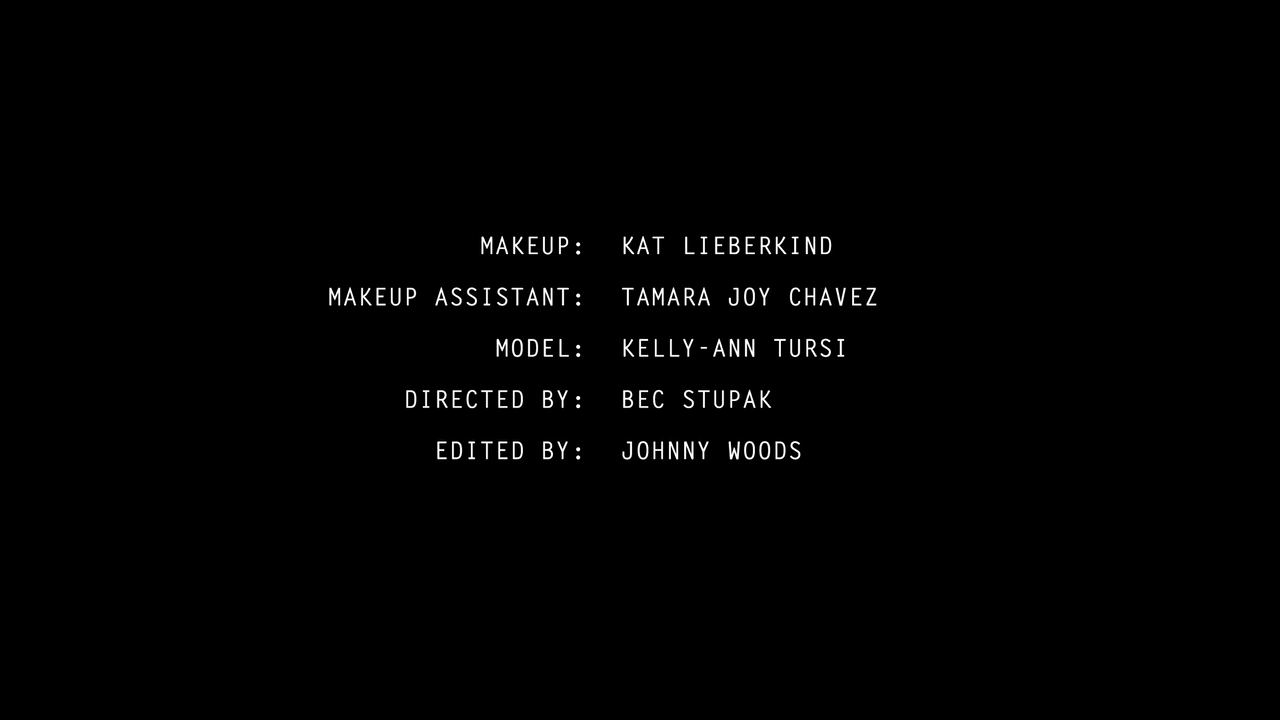 MAKEUP: KAT LIEBERKIND
MAKEUP ASSISTANT: TAMARA JOY CHAVEZ
MODEL: KELLY-ANN TURSI
DIRECTED BY: BEC STUPAK
EDITED BY: JOHNNY WOODS